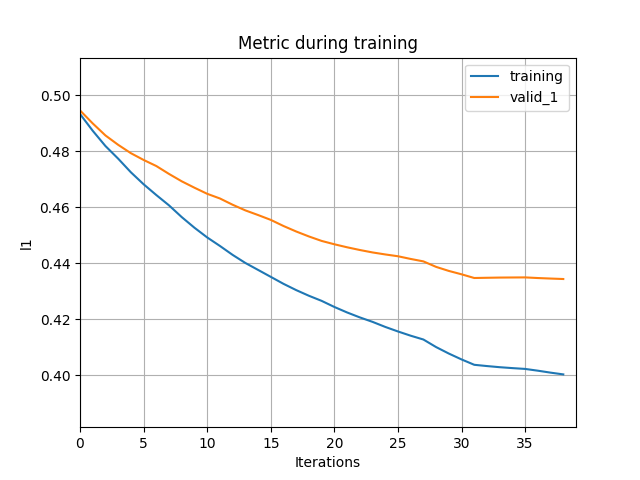 Metric during training
training
valid_1
0.50
0.48
0.46
0.44
0.42
0.40
l1
0 5 10 15 20 25 30 35
Iterations